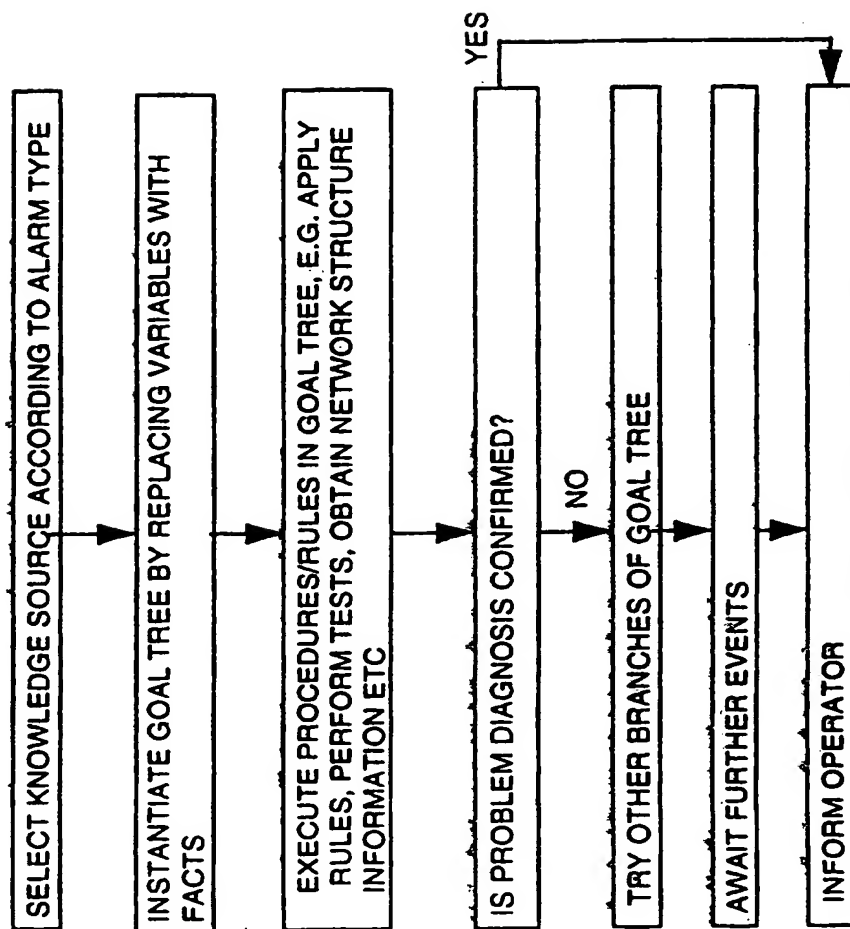 SELECT KNOWLEDGE SOURCE ACCORDING TO ALARM TYPE
INSTANTIATE GOAL TREE BY REPLACING VARIABLES WITH
FACTS
EXECUTE PROCEDURES/RULES IN GOAL TREE, E.G. APPLY
RULES, PERFORM TESTS, OBTAIN NETWORK STRUCTURE
INFORMATION ETC
IS PROBLEM DIAGNOSIS CONFIRMED?
YES
NO
TRY OTHER BRANCHES OF GOAL TREE
AWAIT FURTHER EVENTS
INFORM OPERATOR